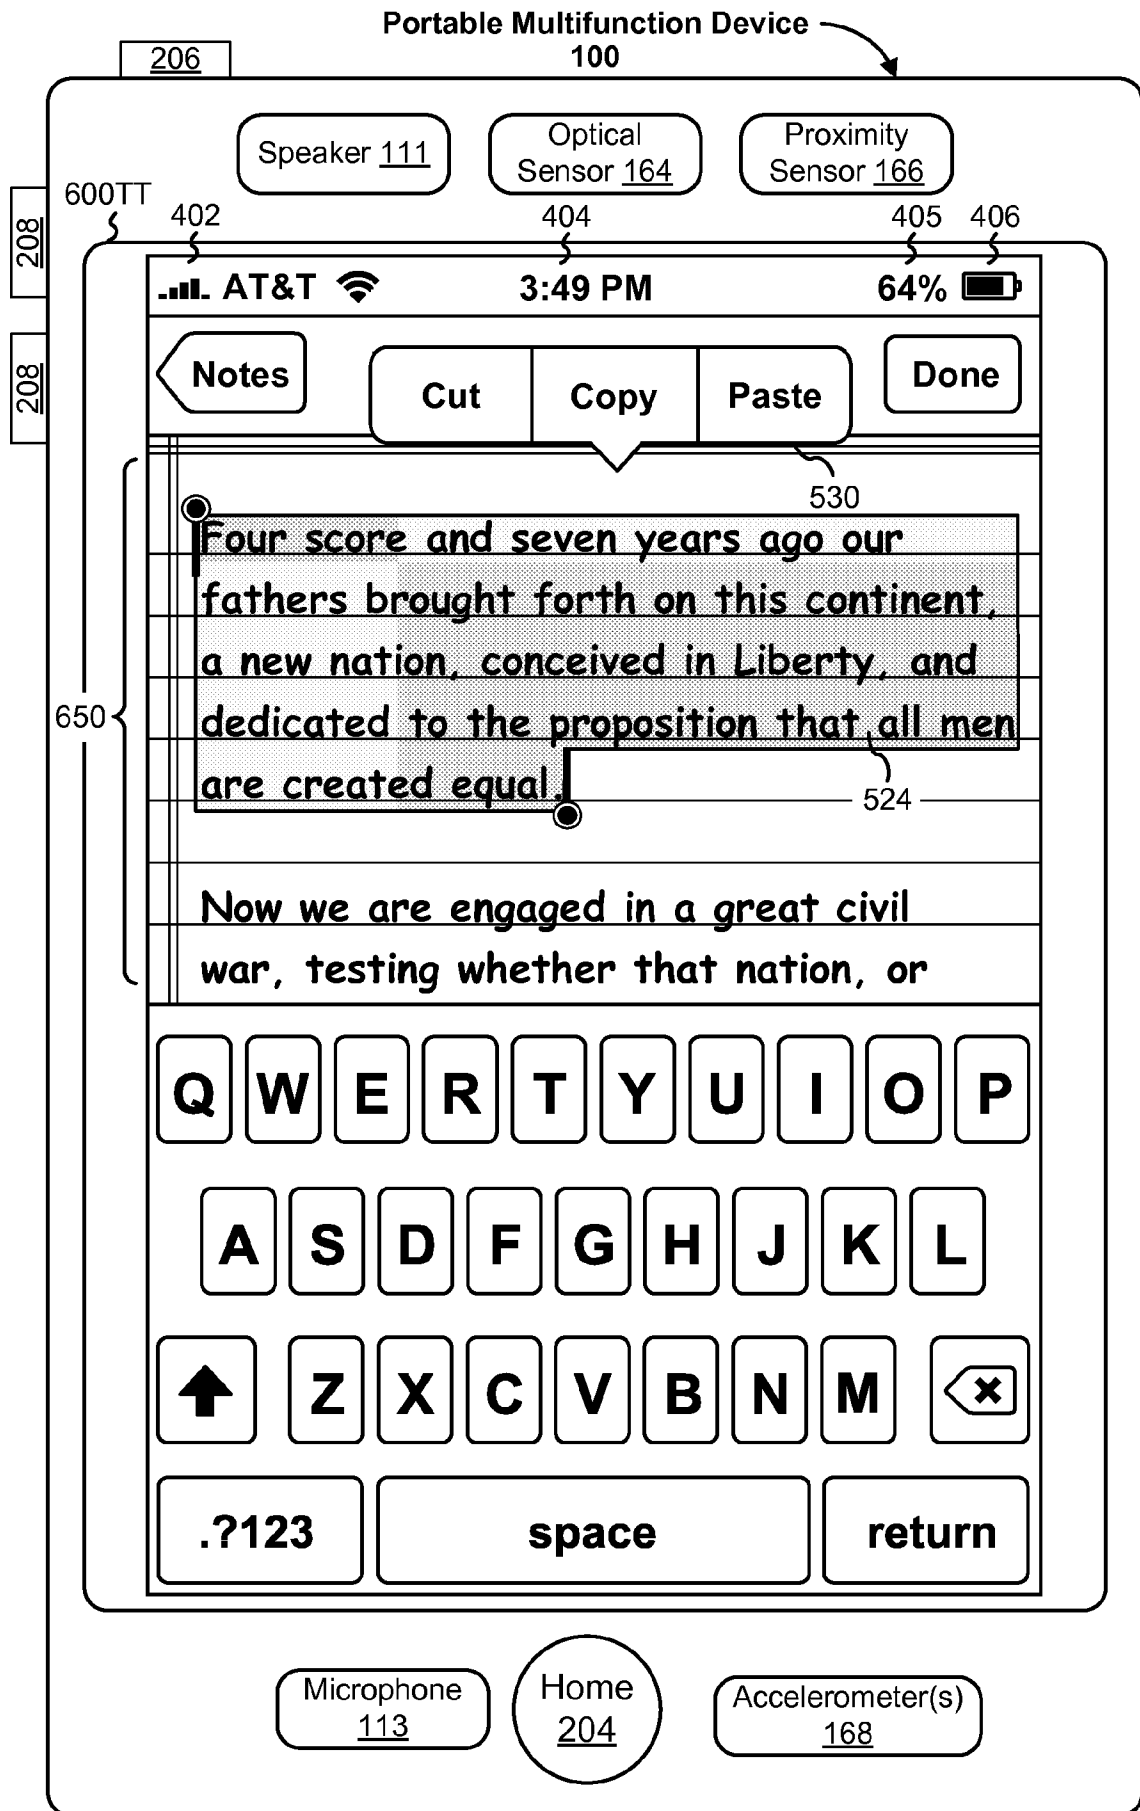 Portable Multifunction Device
100
206
Speaker 111
Optical
Sensor 164
Proximity
Sensor 166
600TT
402
404
405
406
208
AT&T
3:49 PM
64%
208
Notes
Cut
Copy
Paste
Done
530
Four score and seven years ago our
fathers brought forth on this continent,
a new nation, conceived in Liberty, and
650
dedicated to the proposition that all men
are created equal.
524
Now we are engaged in a great civil
war, testing whether that nation, or
Q W E R T Y U I O P
A S D F G H J K L
Z X C V B N M
.?123
space
return
Microphone
113
Home
204
Accelerometer(s)
168